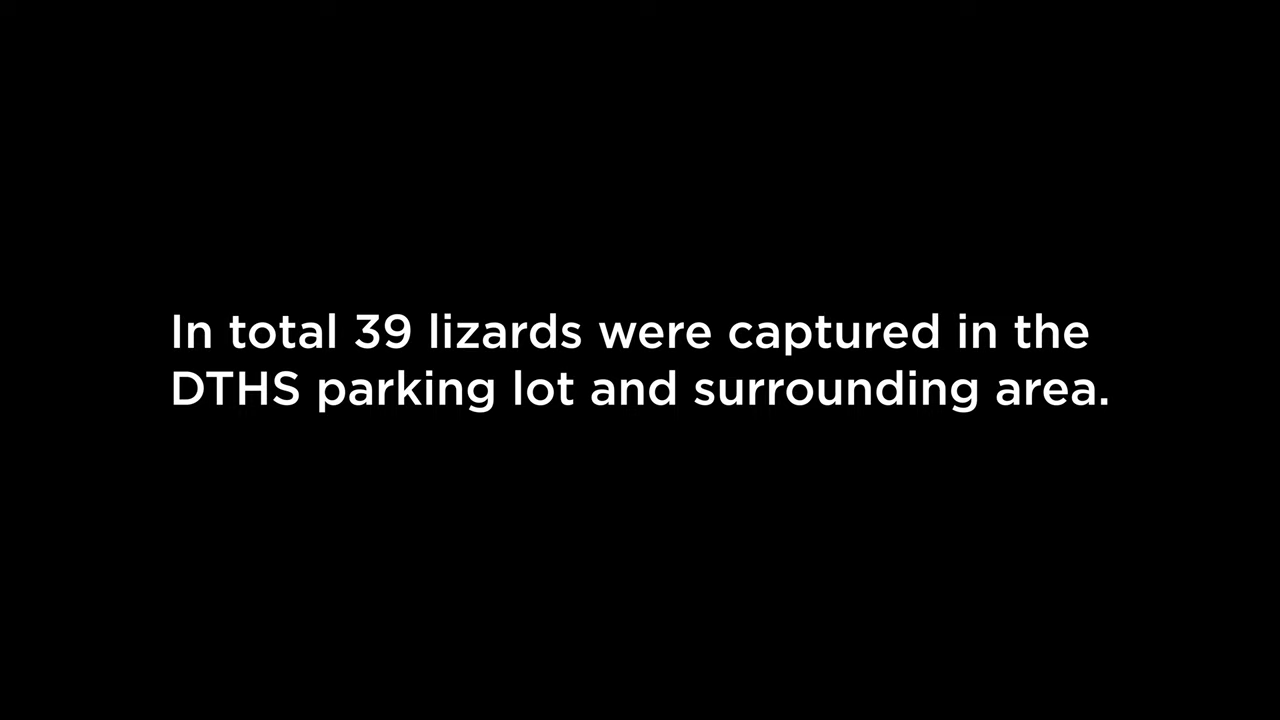 In total 39 lizards were captured in the
DTHS parking lot and surrounding area.